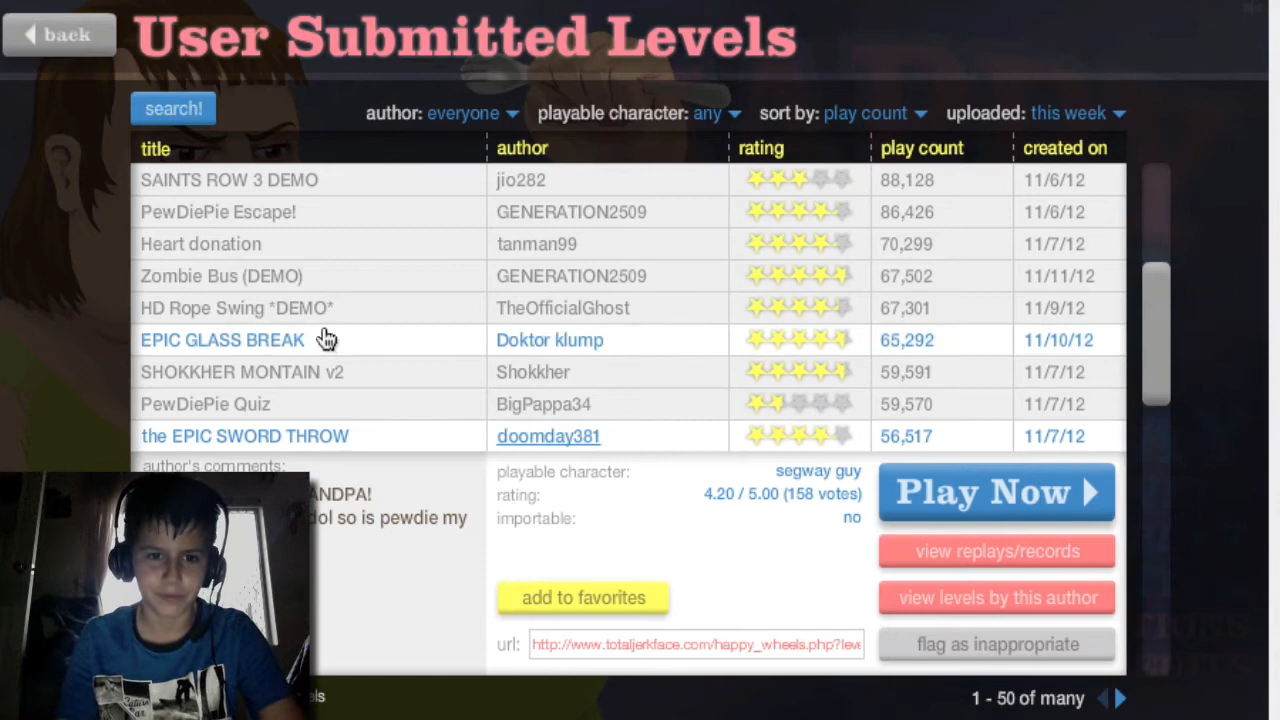 back
User Submitted Levels
search!
author: everyone playable character: any sort by: play count uploaded: this week
title author rating play count created on
SAINTS ROW 3 DEMO jio282 88,128 11/6/12
PewDiePie Escape! GENERATION2509 86,426 11/6/12
Heart donation tanman99 70,299 11/7/12
Zombie Bus (DEMO) GENERATION2509 67,502 11/11/12
HD Rope Swing *DEMO* TheOfficialGhost 67,301 11/9/12
EPIC GLASS BREAK Doktor klump 65,292 11/10/12
SHOKKHER MONTAIN v2 Shokkher 59,591 11/7/12
PewDiePie Quiz BigPappa34 59,570 11/7/12
the EPIC SWORD THROW doomday381 56,517 11/7/12
author's comments:
ANDPA!
dol so is pewdie my
playable character: segway guy
rating: 4.20 / 5.00 (158 votes)
importable: no
Play Now
view replays/records
add to favorites
view levels by this author
url: http://www.totaljerkface.com/happy_wheels.php?leve
flag as inappropriate
els
1 - 50 of many